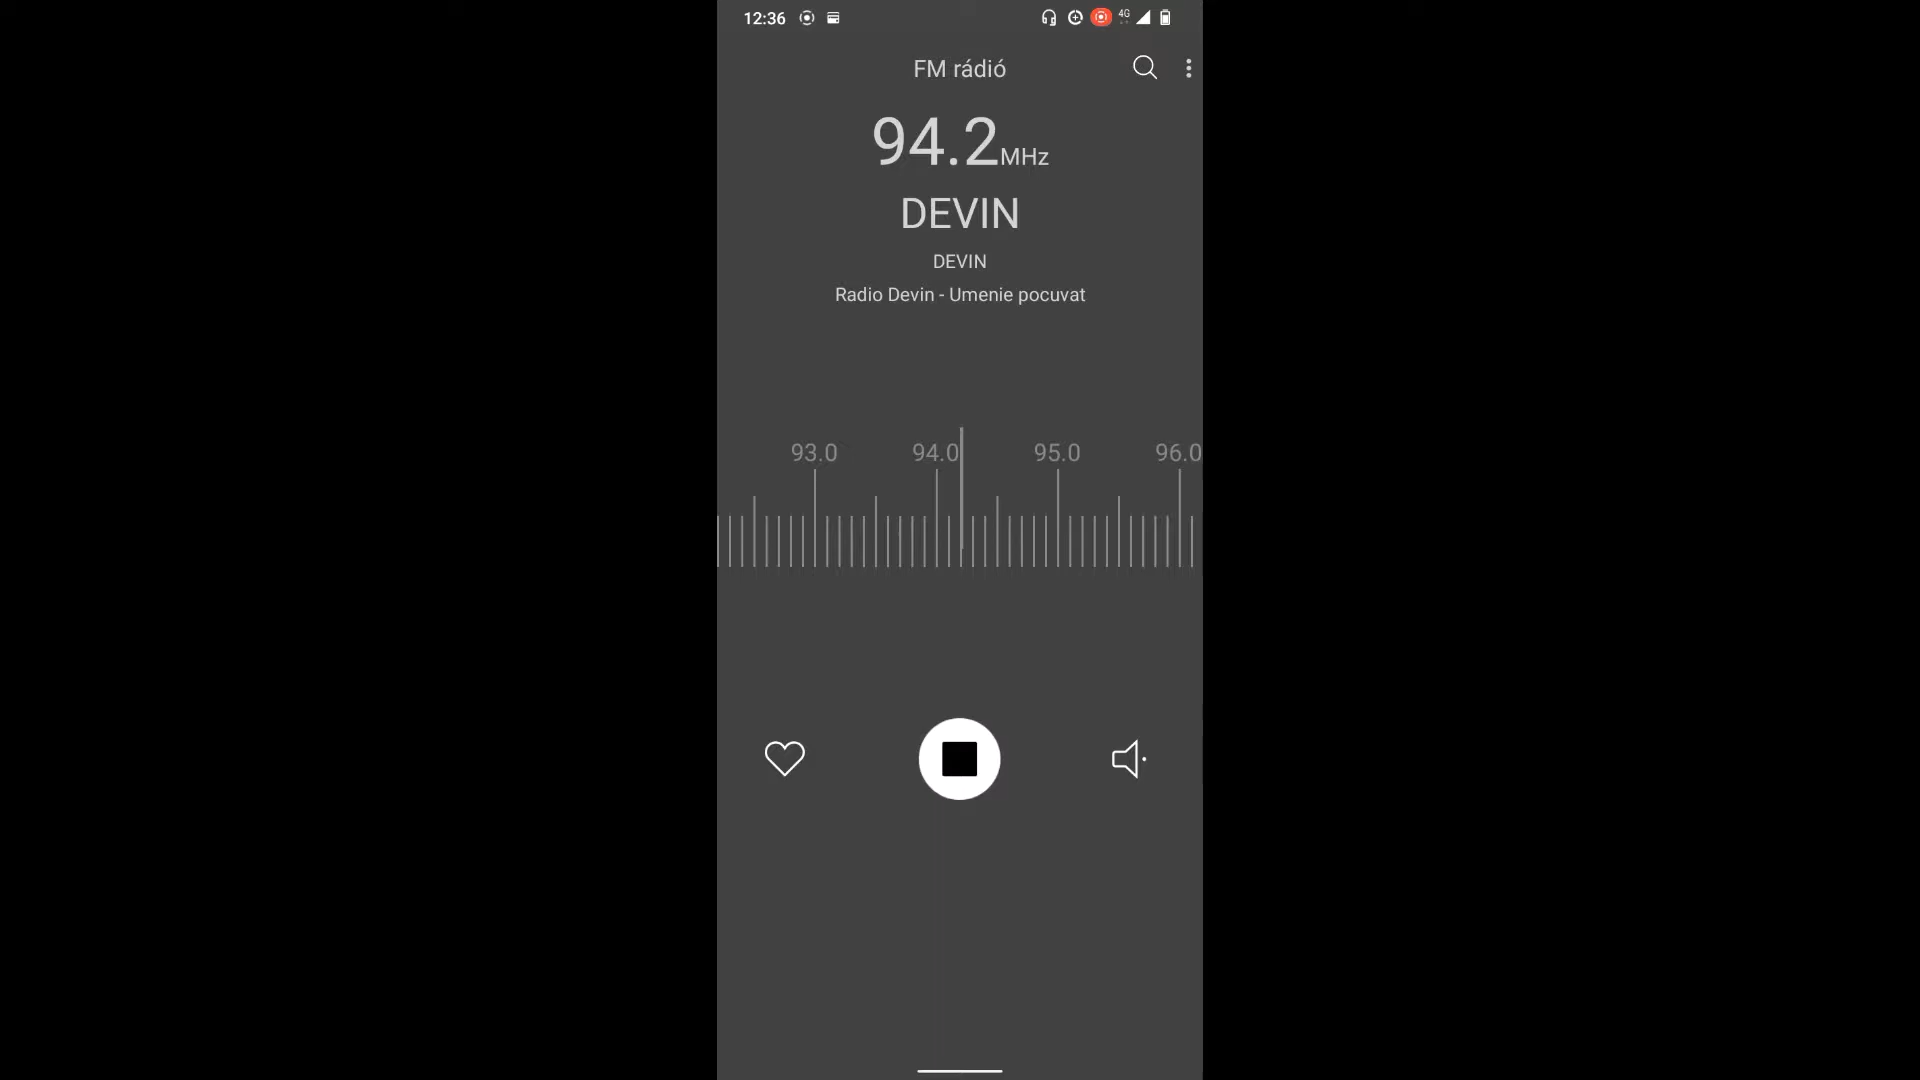 12:36
4G
FM rádió
94.2MHz
DEVIN
DEVIN
Radio Devin - Umenie pocuvat
93.0 94.0 95.0 96.0